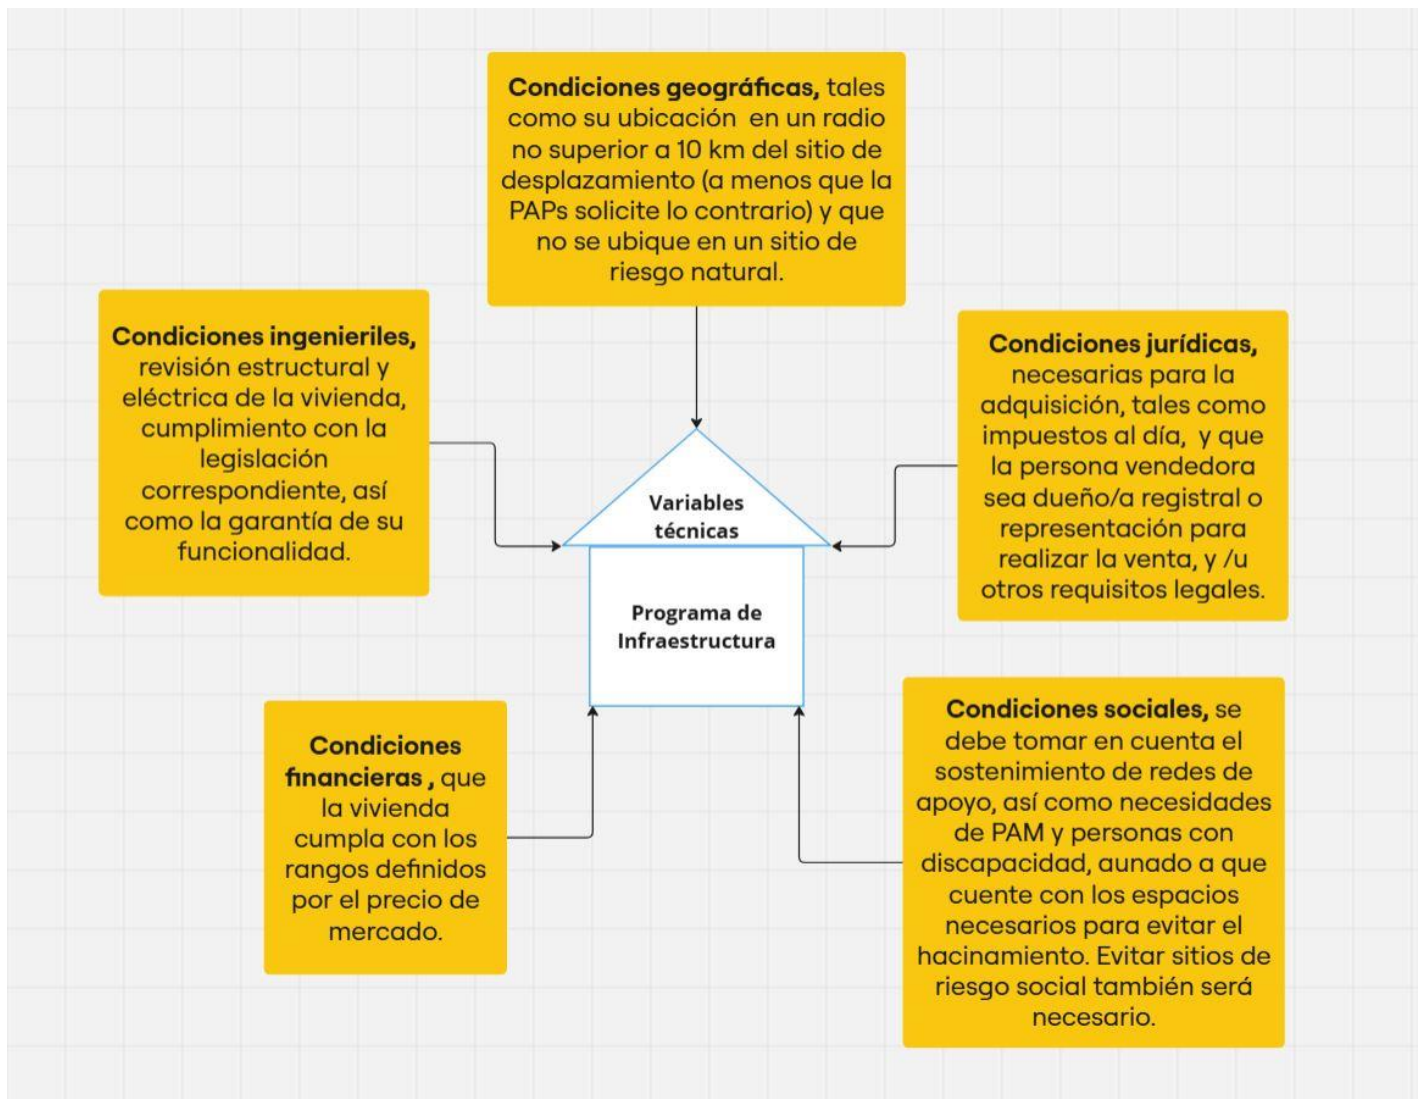 Condiciones geográficas, tales
como su ubicación en un radio
no superior a 10 km del sitio de
desplazamiento (a menos que la
PAPs solicite lo contrario) y que
no se ubique en un sitio de
riesgo natural.
Condiciones ingenieriles,
revisión estructural y
eléctrica de la vivienda,
cumplimiento con la
legislación
correspondiente, así
como la garantía de su
funcionalidad.
Condiciones jurídicas,
necesarias para la
adquisición, tales como
impuestos al día, y que
la persona vendedora
sea dueño/a registral o
representación para
realizar la venta, y /u
otros requisitos legales.
Variables
técnicas
Programa de
Infraestructura
Condiciones
financieras , que
la vivienda
cumpla con los
rangos definidos
por el precio de
mercado.
Condiciones sociales, se
debe tomar en cuenta el
sostenimiento de redes de
apoyo, así como necesidades
de PAM y personas con
discapacidad, aunado a que
cuente con los espacios
necesarios para evitar el
hacinamiento. Evitar sitios de
riesgo social también será
necesario.